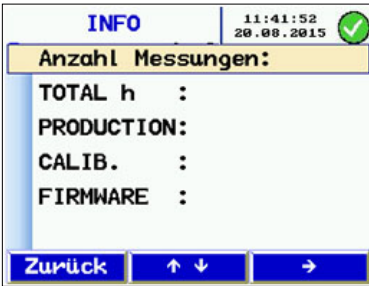 INFO
11:41:52
20.08.2015
Anzahl Messungen:
TOTAL h :
PRODUCTION:
CALIB. :
FIRMWARE :
Zurück ↑ ↓ →